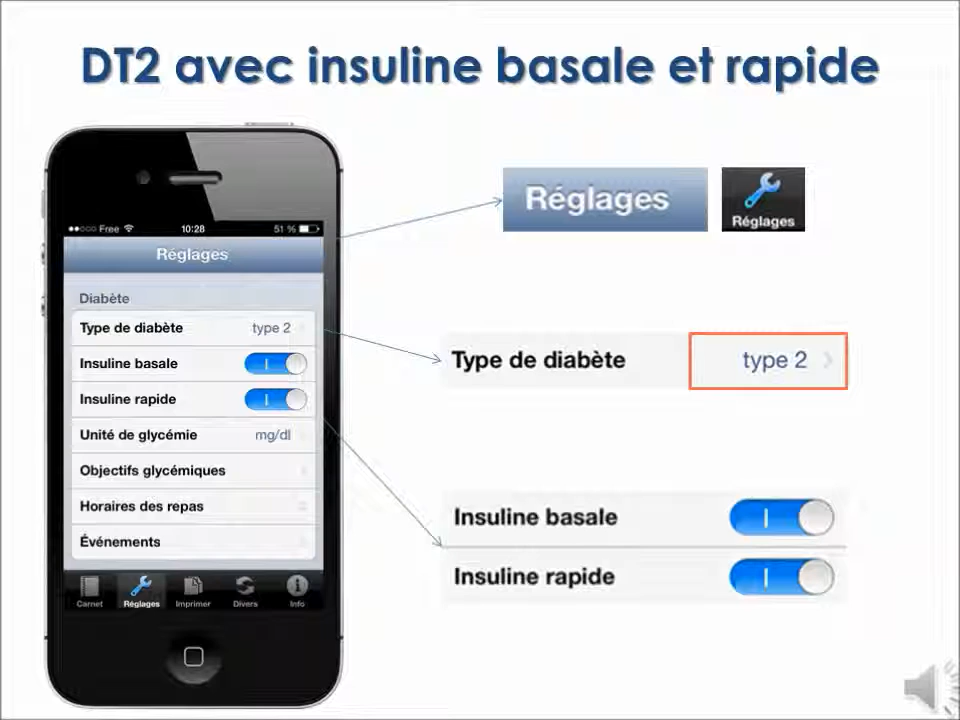 DT2 avec insuline basale et rapide
Free 10:28 51 %
Réglages
Diabète
Type de diabète type 2
Insuline basale
Insuline rapide
Unité de glycémie mg/dl
Objectifs glycémiques
Horaires des repas
Événements
Carnet Réglages Imprimer Divers Info
Réglages
Réglages
Type de diabète type 2
Insuline basale
Insuline rapide